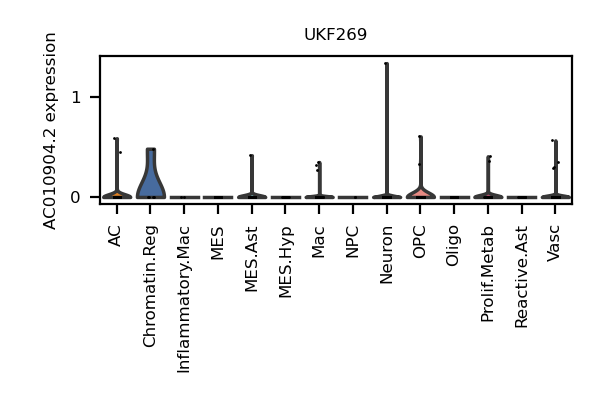 UKF269
AC010904.2 expression
1
0
AC
Chromatin.Reg
Inflammatory.Mac
MES
MES.Ast
MES.Hyp
Mac
NPC
Neuron
OPC
Oligo
Prolif.Metab
Reactive.Ast
Vasc